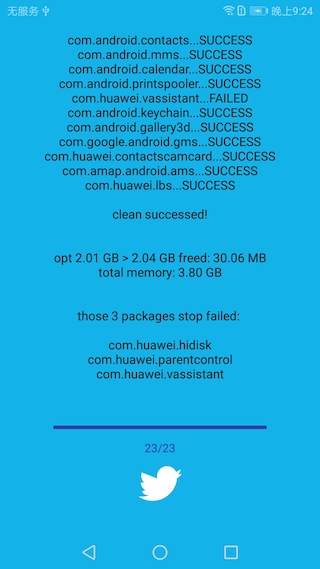 无服务 晚上9:24
com.android.contacts...SUCCESS
com.android.mms...SUCCESS
com.android.calendar...SUCCESS
com.android.printspooler...SUCCESS
com.huawei.vassistant...FAILED
com.android.keychain...SUCCESS
com.android.gallery3d...SUCCESS
com.google.android.gms...SUCCESS
com.huawei.contactscamcard...SUCCESS
com.amap.android.ams...SUCCESS
com.huawei.lbs...SUCCESS
clean successed!
opt 2.01 GB > 2.04 GB freed: 30.06 MB
total memory: 3.80 GB
those 3 packages stop failed:
com.huawei.hidisk
com.huawei.parentcontrol
com.huawei.vassistant
23/23